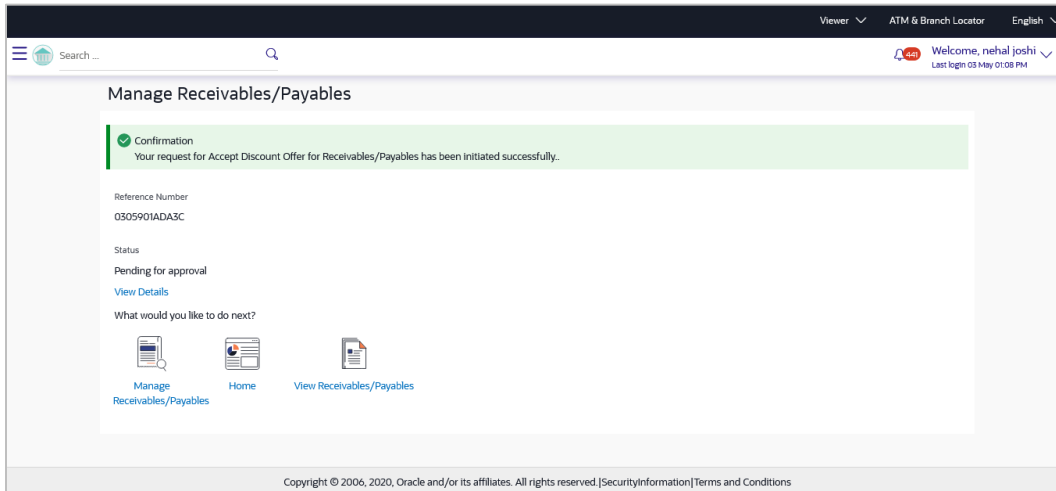 Viewer ATM & Branch Locator English
Search ...
441
Welcome, nehal joshi
Last login 03 May 01:08 PM
Manage Receivables/Payables
Confirmation
Your request for Accept Discount Offer for Receivables/Payables has been initiated successfully..
Reference Number
0305901ADA3C
Status
Pending for approval
View Details
What would you like to do next?
Manage
Receivables/Payables
Home
View Receivables/Payables
Copyright © 2006, 2020, Oracle and/or its affiliates. All rights reserved.|SecurityInformation|Terms and Conditions